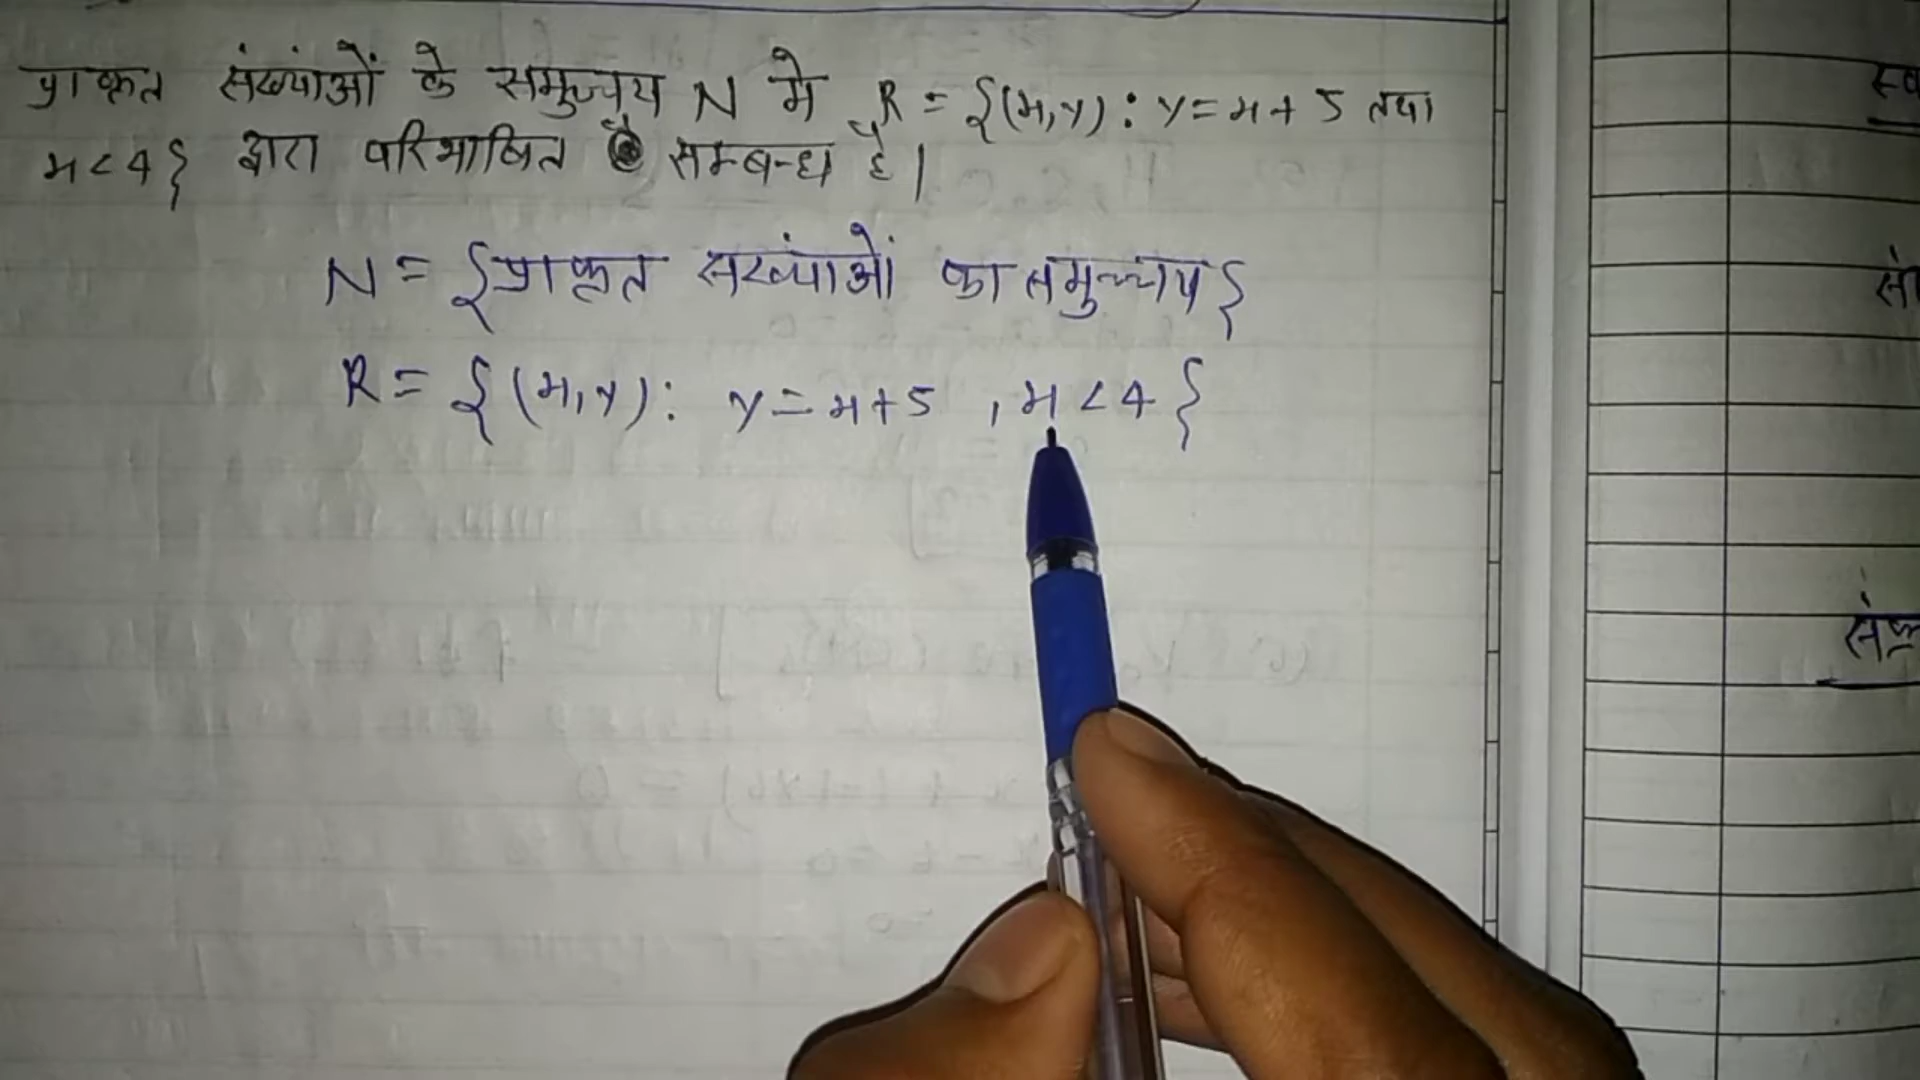 प्राकृत संख्याओं के समुच्चय N मे R = {(x,y) : y = x + 5 तथा
x < 4} द्वारा परिभाषित सम्बन्ध है।
N = {प्राकृत संख्याओं का समुच्चय}
R = {(x,y) : y = x + 5 , x < 4}